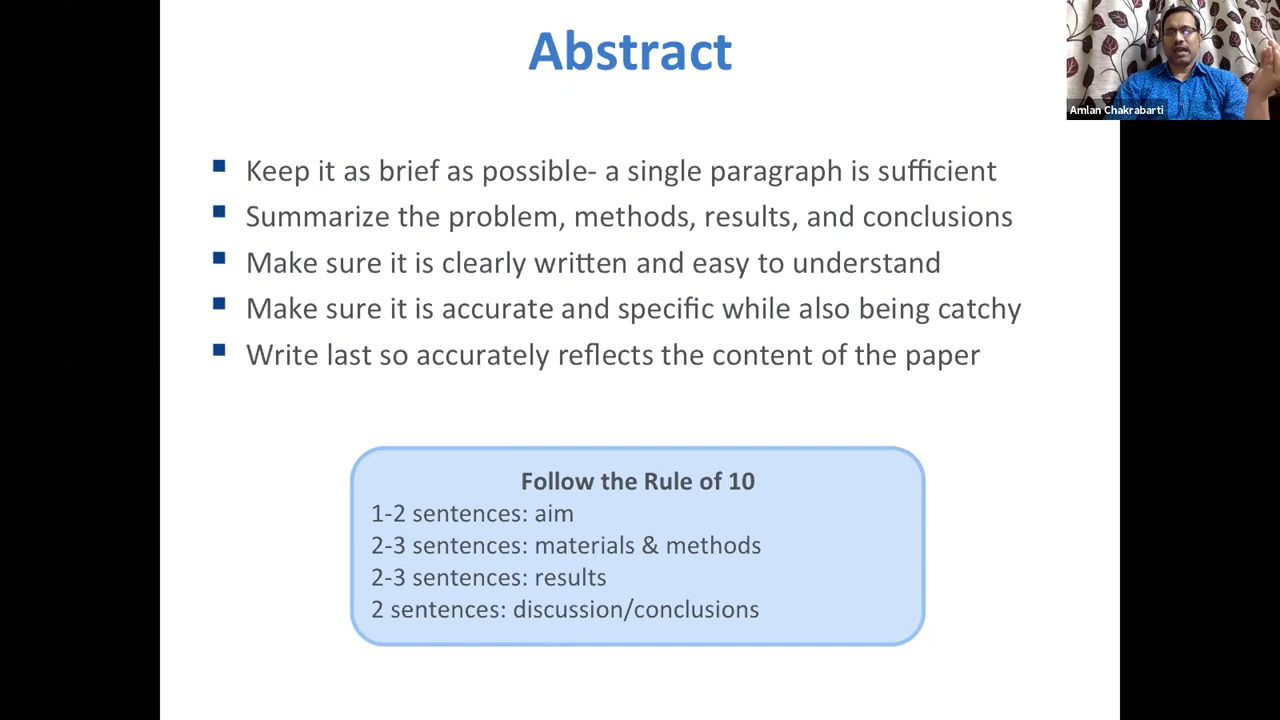 Abstract
Amlan Chakrabarti
Keep it as brief as possible- a single paragraph is sufficient
Summarize the problem, methods, results, and conclusions
Make sure it is clearly written and easy to understand
Make sure it is accurate and specific while also being catchy
Write last so accurately reflects the content of the paper
Follow the Rule of 10
1-2 sentences: aim
2-3 sentences: materials & methods
2-3 sentences: results
2 sentences: discussion/conclusions